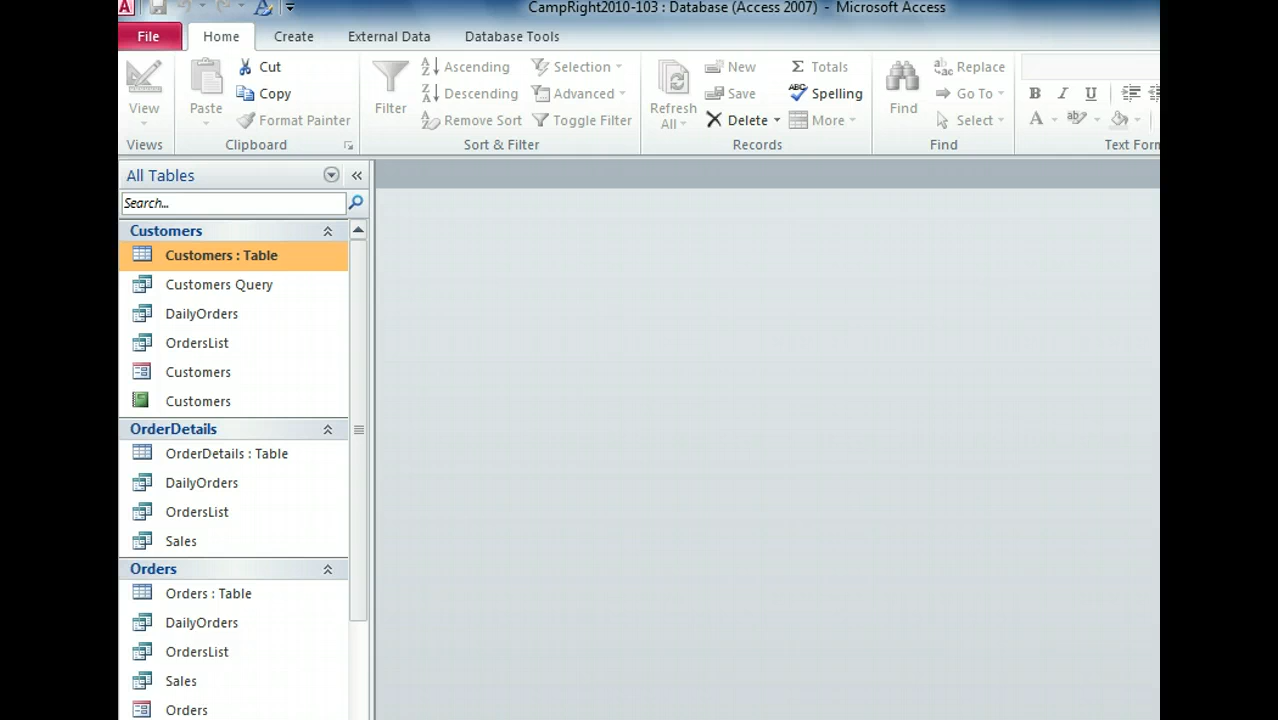 CampRight2010-103 : Database (Access 2007) - Microsoft Access
File Home Create External Data Database Tools
View
Views
Paste
Cut
Copy
Format Painter
Clipboard
Filter
Ascending
Descending
Remove Sort
Selection
Advanced
Toggle Filter
Sort & Filter
Refresh
All
New
Save
Delete
Totals
Spelling
More
Records
Find
Replace
Go To
Select
Find
B I U
Text Form
All Tables
Search...
Customers
Customers : Table
Customers Query
DailyOrders
OrdersList
Customers
Customers
OrderDetails
OrderDetails : Table
DailyOrders
OrdersList
Sales
Orders
Orders : Table
DailyOrders
OrdersList
Sales
Orders